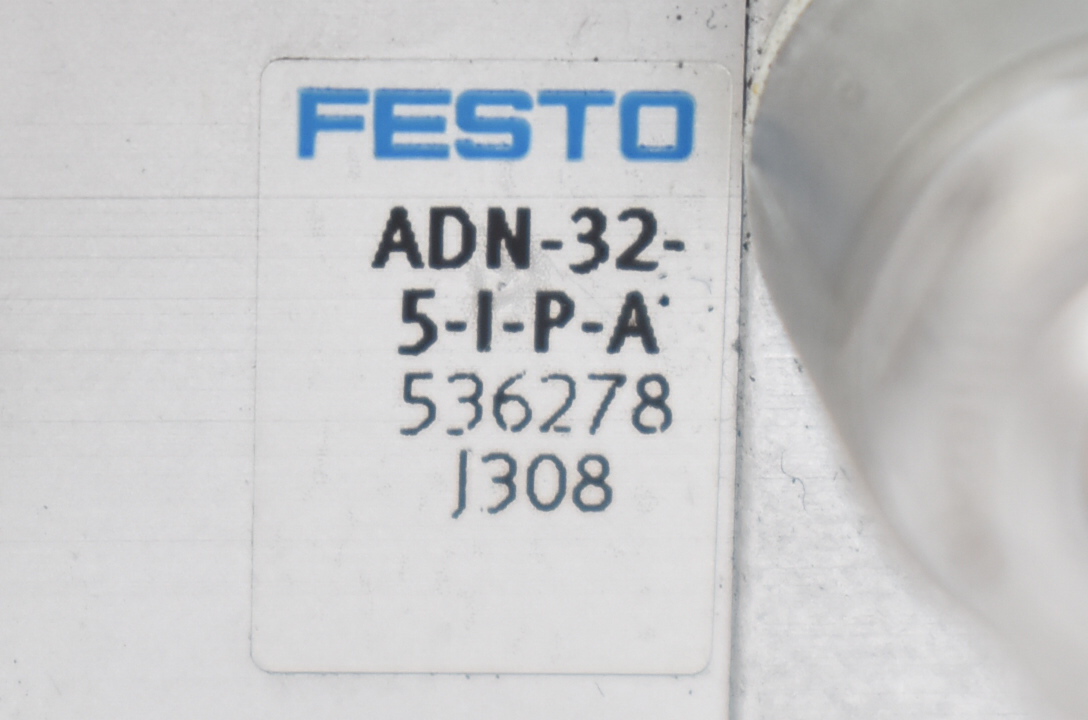 FESTO
ADN-32-
5-I-P-A
536278
J308